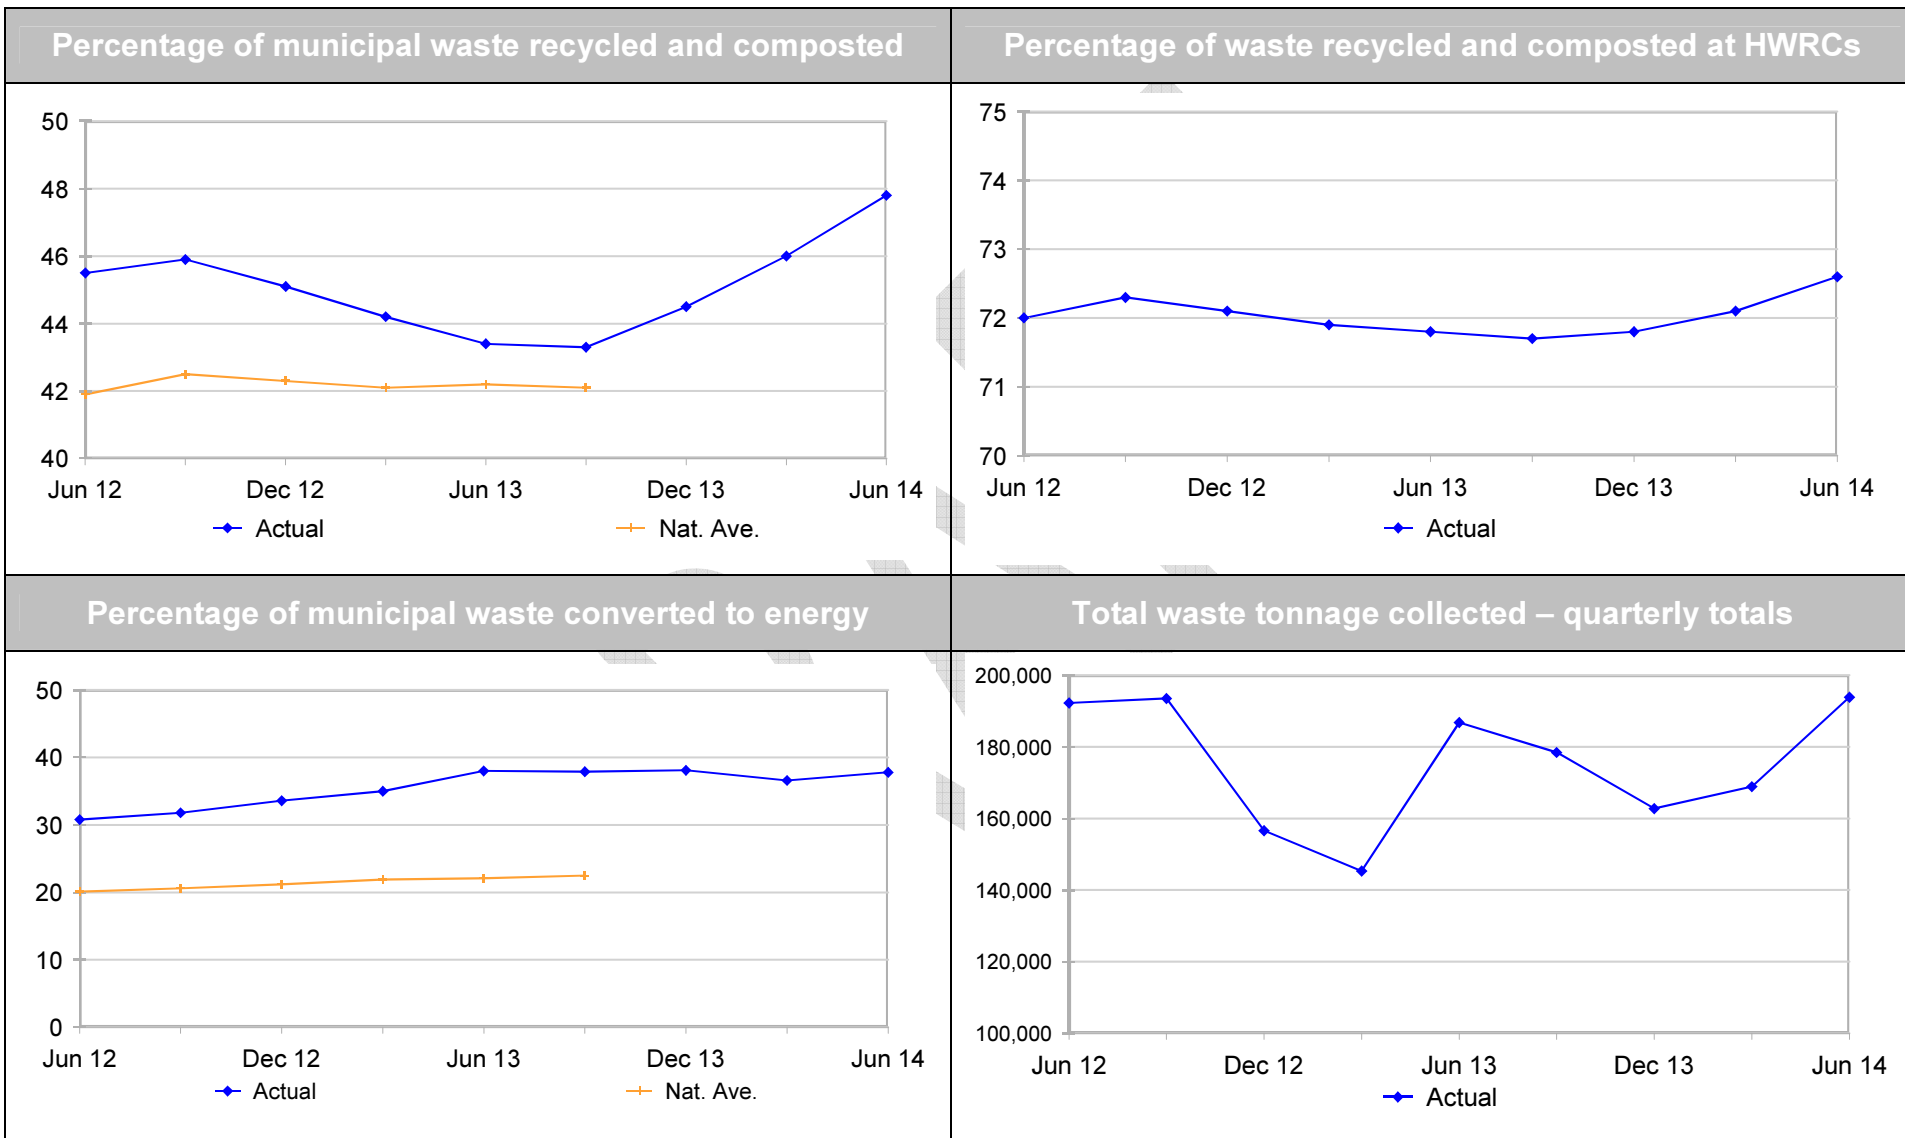 Percentage of municipal waste recycled and composted
50
48
46
44
42
40
Jun 12 Dec 12 Jun 13 Dec 13 Jun 14
Actual Nat. Ave.
Percentage of waste recycled and composted at HWRCs
75
74
73
72
71
70
Jun 12 Dec 12 Jun 13 Dec 13 Jun 14
Actual
Percentage of municipal waste converted to energy
50
40
30
20
10
0
Jun 12 Dec 12 Jun 13 Dec 13 Jun 14
Actual Nat. Ave.
Total waste tonnage collected – quarterly totals
200,000
180,000
160,000
140,000
120,000
100,000
Jun 12 Dec 12 Jun 13 Dec 13 Jun 14
Actual